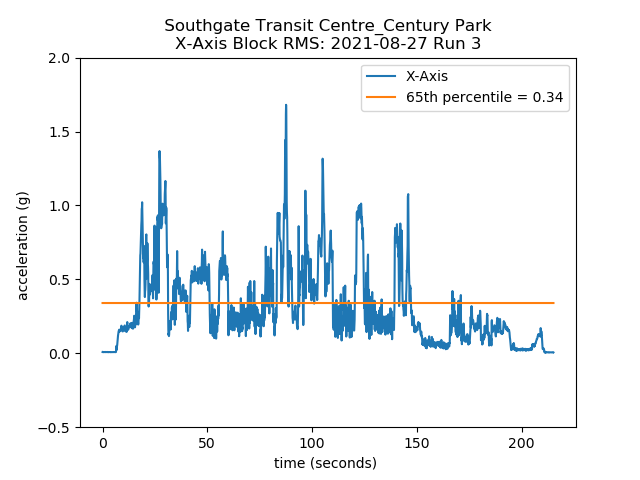 Southgate Transit Centre_Century Park
X-Axis Block RMS: 2021-08-27 Run 3
X-Axis
65th percentile = 0.34
2.0
1.5
1.0
0.5
0.0
−0.5
acceleration (g)
0 50 100 150 200
time (seconds)